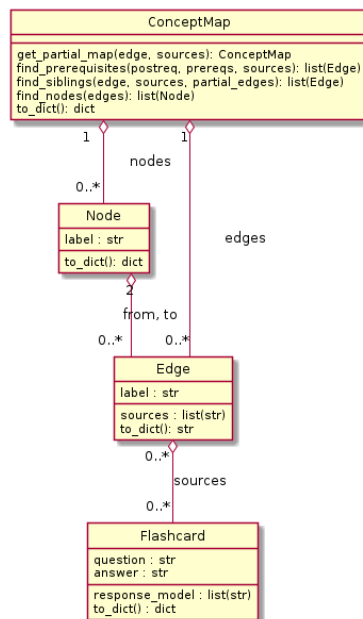 ConceptMap
get_partial_map(edge, sources): ConceptMap
find_prerequisites(postreq, prereqs, sources): list(Edge)
find_siblings(edge, sources, partial_edges): list(Edge)
find_nodes(edges): list(Node)
to_dict(): dict
1
1
nodes
0..*
Node
label : str
to_dict(): dict
edges
2
from, to
0..*
0..*
Edge
label : str
sources : list(str)
to_dict(): str
0..*
sources
0..*
Flashcard
question : str
answer : str
response_model : list(str)
to_dict() : dict